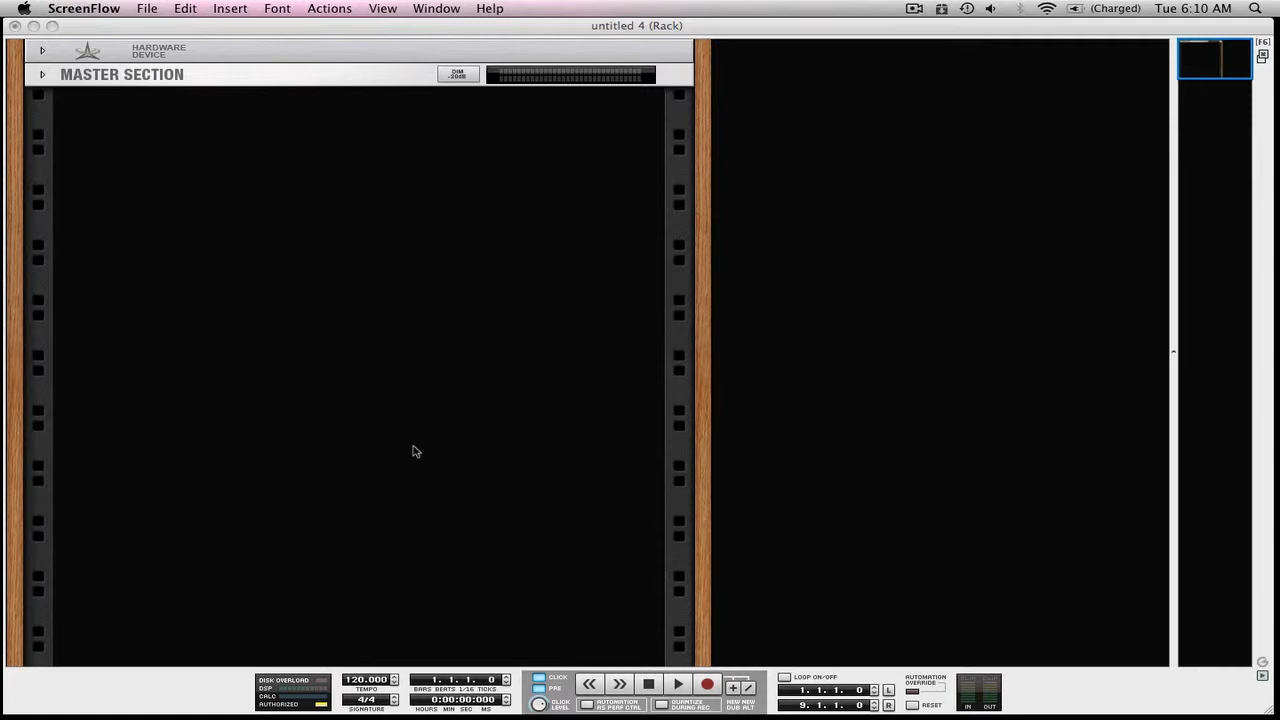 ScreenFlow File Edit Insert Font Actions View Window Help (Charged) Tue 6:10 AM
untitled 4 (Rack)
[F6]
HARDWARE
DEVICE
MASTER SECTION
DIM
-20dB
DISK OVERLOAD
DSP
CALC
AUTHORIZED
120.000
TEMPO
4/4
SIGNATURE
1. 1. 1. 0
BARS BEATS 1/16 TICKS
0:00:00:000
HOURS MIN SEC MS
CLICK
PRE
CLICK
LEVEL
AUTOMATION
AS PERF CTRL
QUANTIZE
DURING REC
NEW NEW
DUB ALT
LOOP ON/OFF
1. 1. 1. 0 L
9. 1. 1. 0 R
AUTOMATION
OVERRIDE
RESET
IN OUT